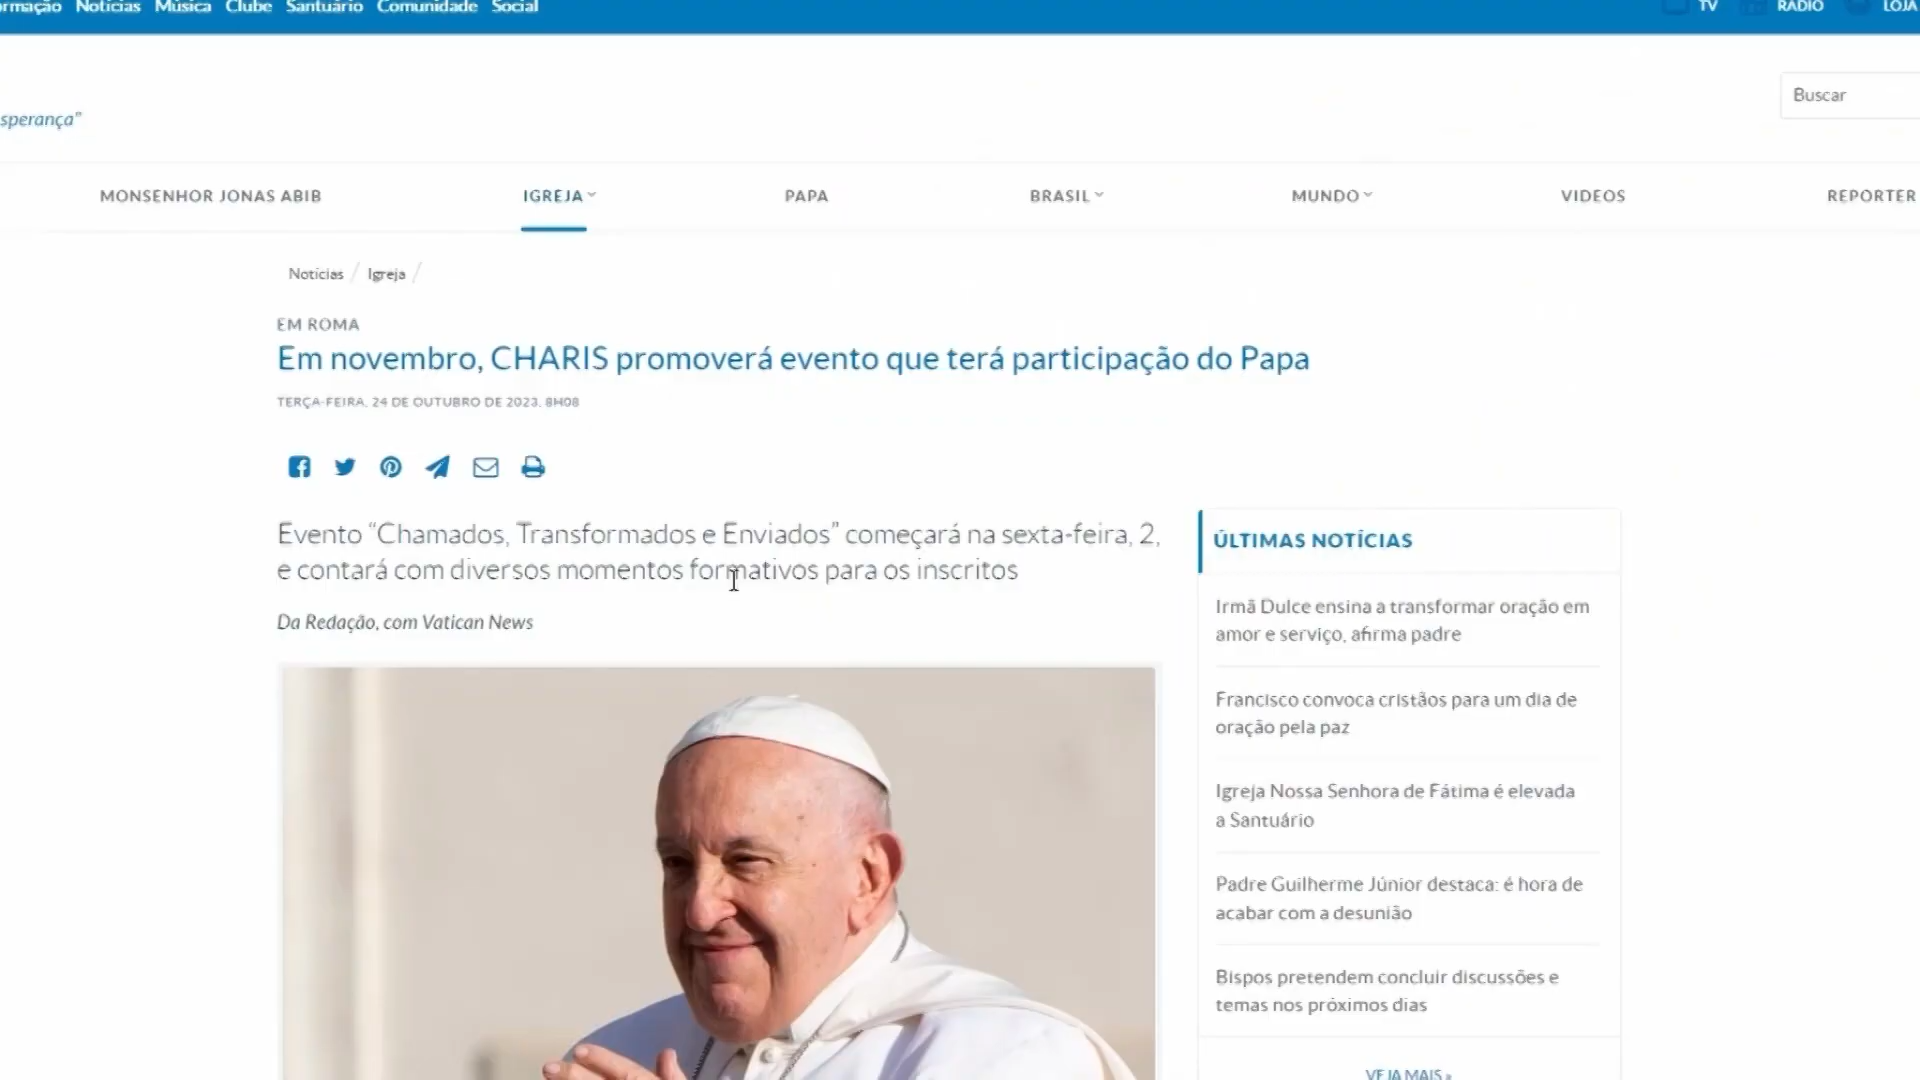 Notícias Música Clube Santuário Comunidade Social
TV RÁDIO LOJA
sperança"
Buscar
MONSENHOR JONAS ABIB IGREJA PAPA BRASIL MUNDO VIDEOS REPORTER
Notícias / Igreja /
EM ROMA
Em novembro, CHARIS promoverá evento que terá participação do Papa
TERÇA-FEIRA, 24 DE OUTUBRO DE 2023, 8H08
Evento “Chamados, Transformados e Enviados” começará na sexta-feira, 2,
e contará com diversos momentos formativos para os inscritos
Da Redação, com Vatican News
ÚLTIMAS NOTÍCIAS
Irmã Dulce ensina a transformar oração em
amor e serviço, afirma padre
Francisco convoca cristãos para um dia de
oração pela paz
Igreja Nossa Senhora de Fátima é elevada
a Santuário
Padre Guilherme Júnior destaca: é hora de
acabar com a desunião
Bispos pretendem concluir discussões e
temas nos próximos dias
VEJA MAIS »